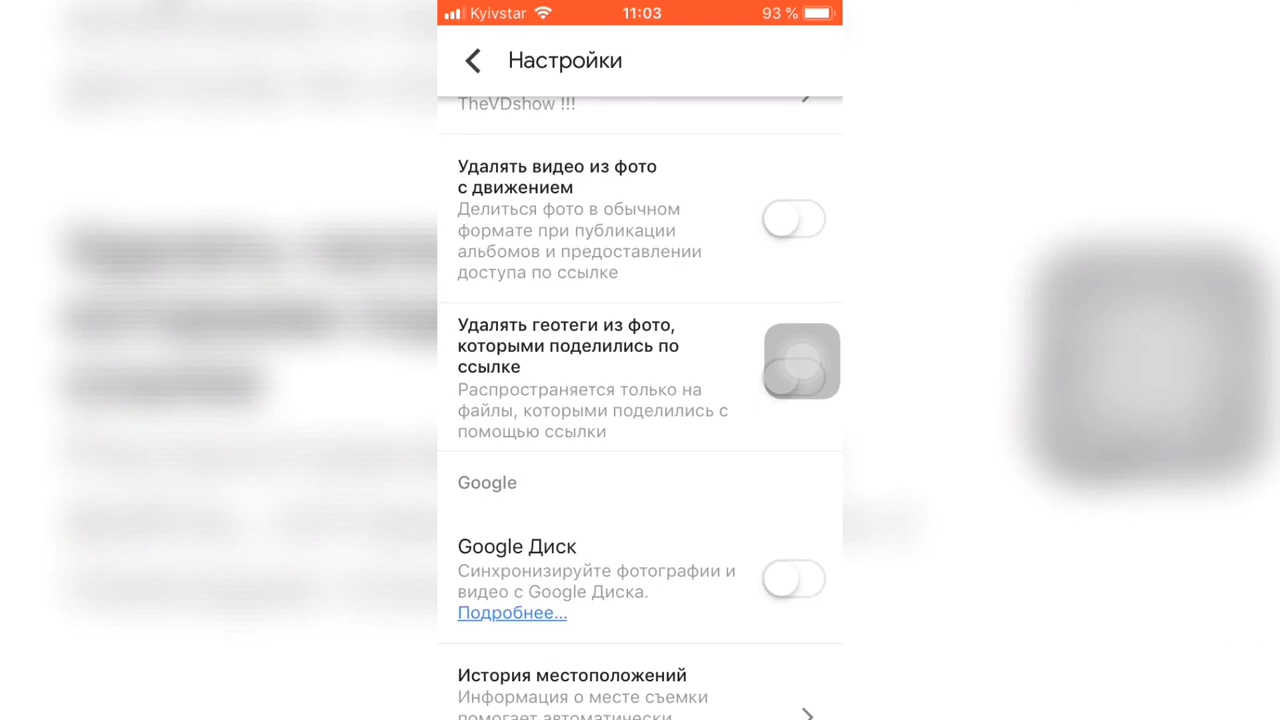 Kyivstar 11:03 93 %
Настройки
TheVDshow !!!
Удалять видео из фото
с движением
Делиться фото в обычном
формате при публикации
альбомов и предоставлении
доступа по ссылке
Удалять геотеги из фото,
которыми поделились по
ссылке
Распространяется только на
файлы, которыми поделились с
помощью ссылки
Google
Google Диск
Синхронизируйте фотографии и
видео с Google Диска.
Подробнее...
История местоположений
Информация о месте съемки
помогает автоматически